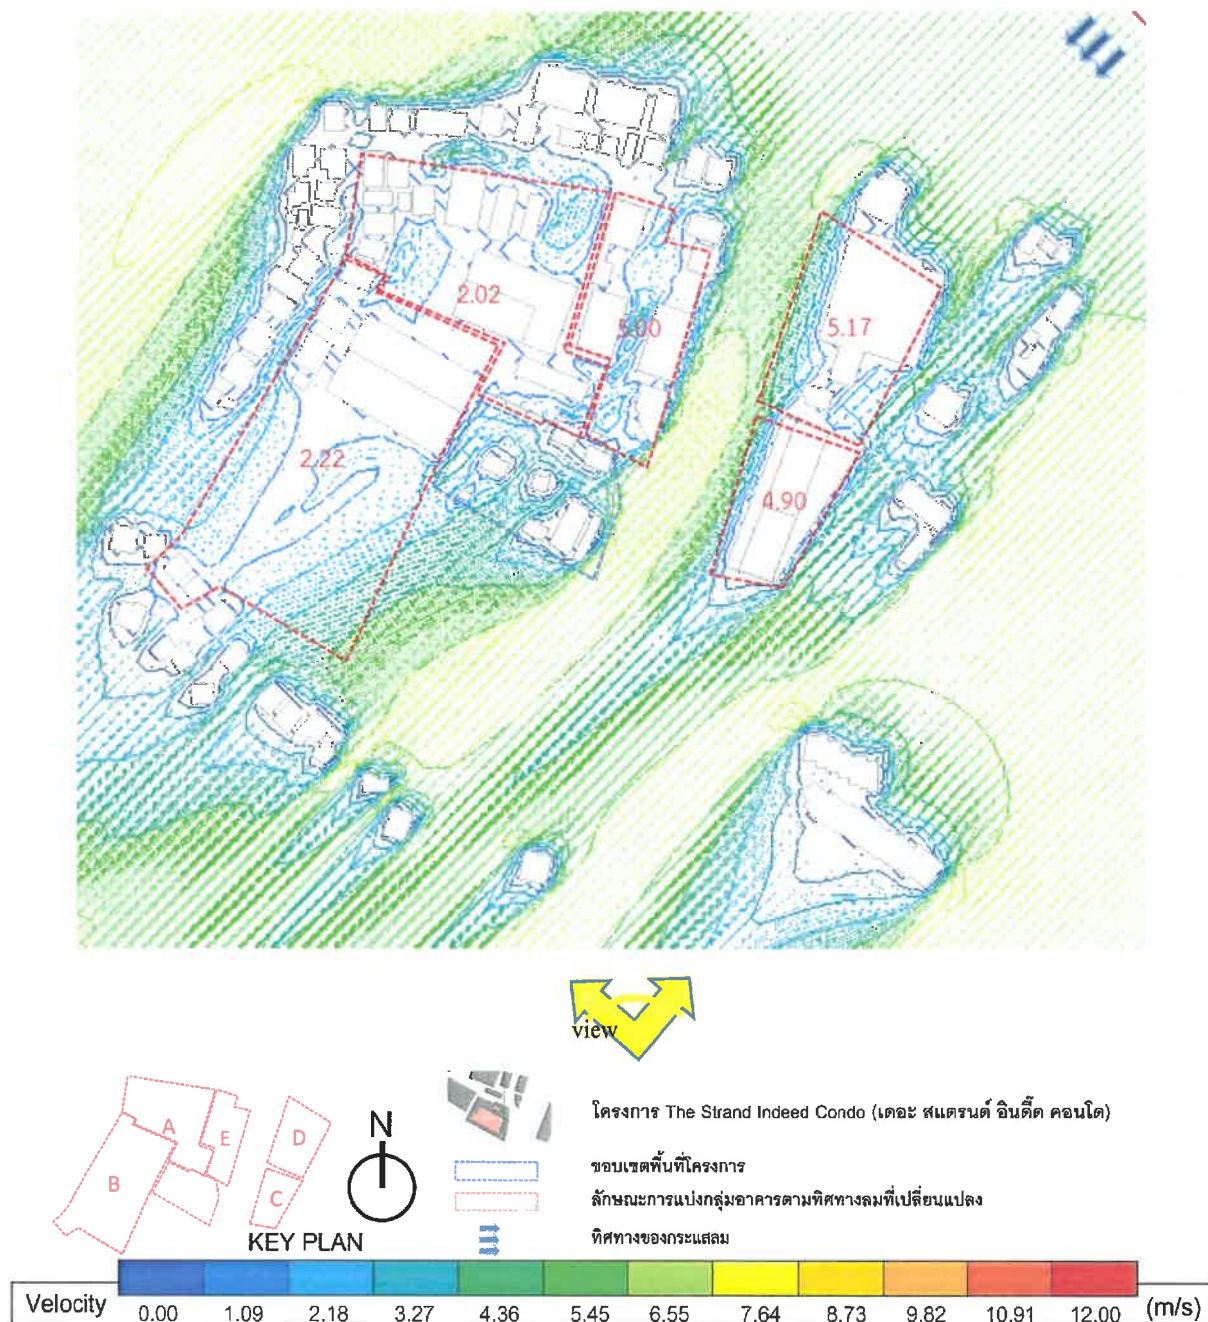 2.02
5.00
5.17
2.22
4.90
view
โครงการ The Strand Indeed Condo (เดอะ สแตรนด์ อินดี๊ด คอนโด)
A
E
D
B
C
N
ขอบเขตพื้นที่โครงการ
ลักษณะการแบ่งกลุ่มอาคารตามทิศทางลมที่เปลี่ยนแปลง
ทิศทางของกระแสลม
KEY PLAN
Velocity 0.00 1.09 2.18 3.27 4.36 5.45 6.55 7.64 8.73 9.82 10.91 12.00 (m/s)